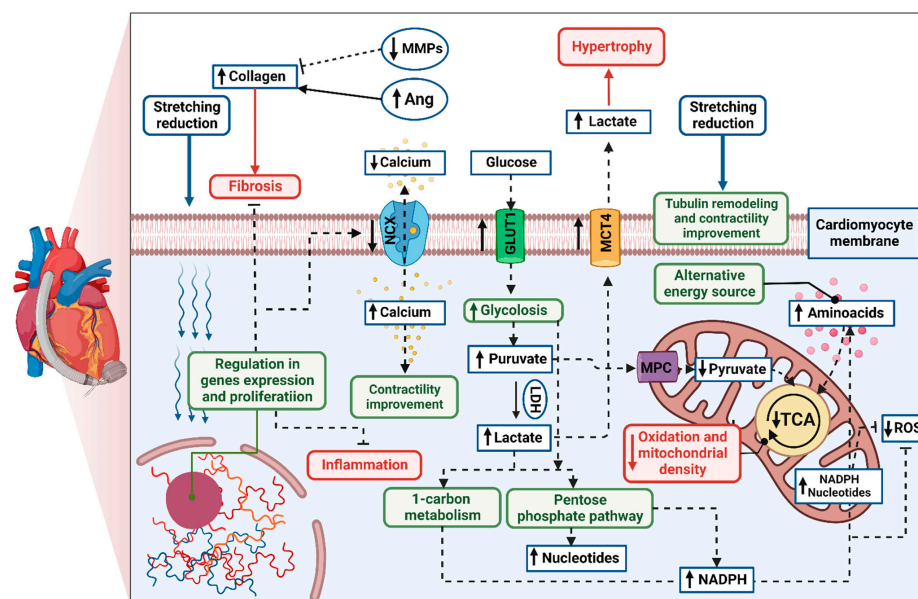 MMPs
Collagen
Ang
Hypertrophy
Stretching
reduction
Lactate
Stretching
reduction
Calcium
Glucose
Fibrosis
NCX
GLUT1
MCT4
Tubulin remodeling
and contractility
improvement
Cardiomyocyte
membrane
Alternative
energy source
Calcium
Glycolosis
Aminoacids
Puruvate
MPC
Pyruvate
Regulation in
genes expression
and proliferation
Contractility
improvement
LDH
TCA
ROS
Lactate
Oxidation and
mitochondrial
density
Inflammation
NADPH
Nucleotides
1-carbon
metabolism
Pentose
phosphate pathway
Nucleotides
NADPH